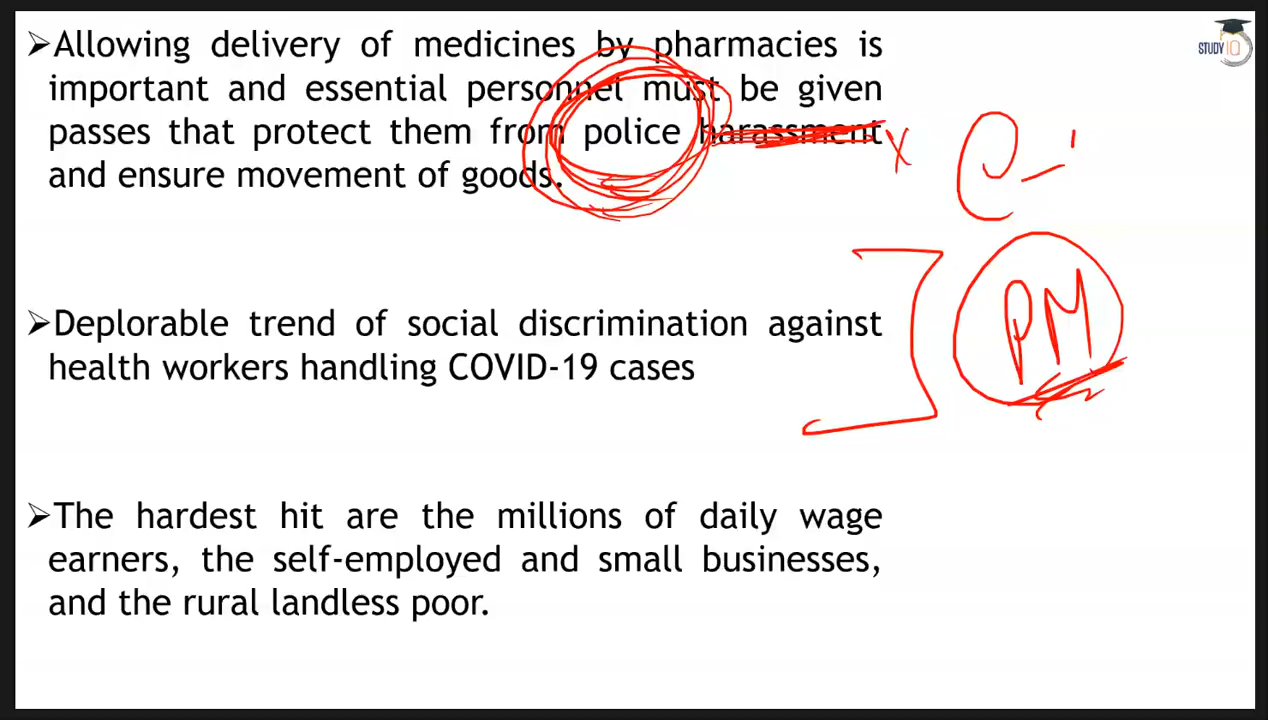 ➢Allowing delivery of medicines by pharmacies is
important and essential personnel must be given
passes that protect them from police harassment
and ensure movement of goods.
STUDY IQ
PM
➢Deplorable trend of social discrimination against
health workers handling COVID-19 cases
➢The hardest hit are the millions of daily wage
earners, the self-employed and small businesses,
and the rural landless poor.